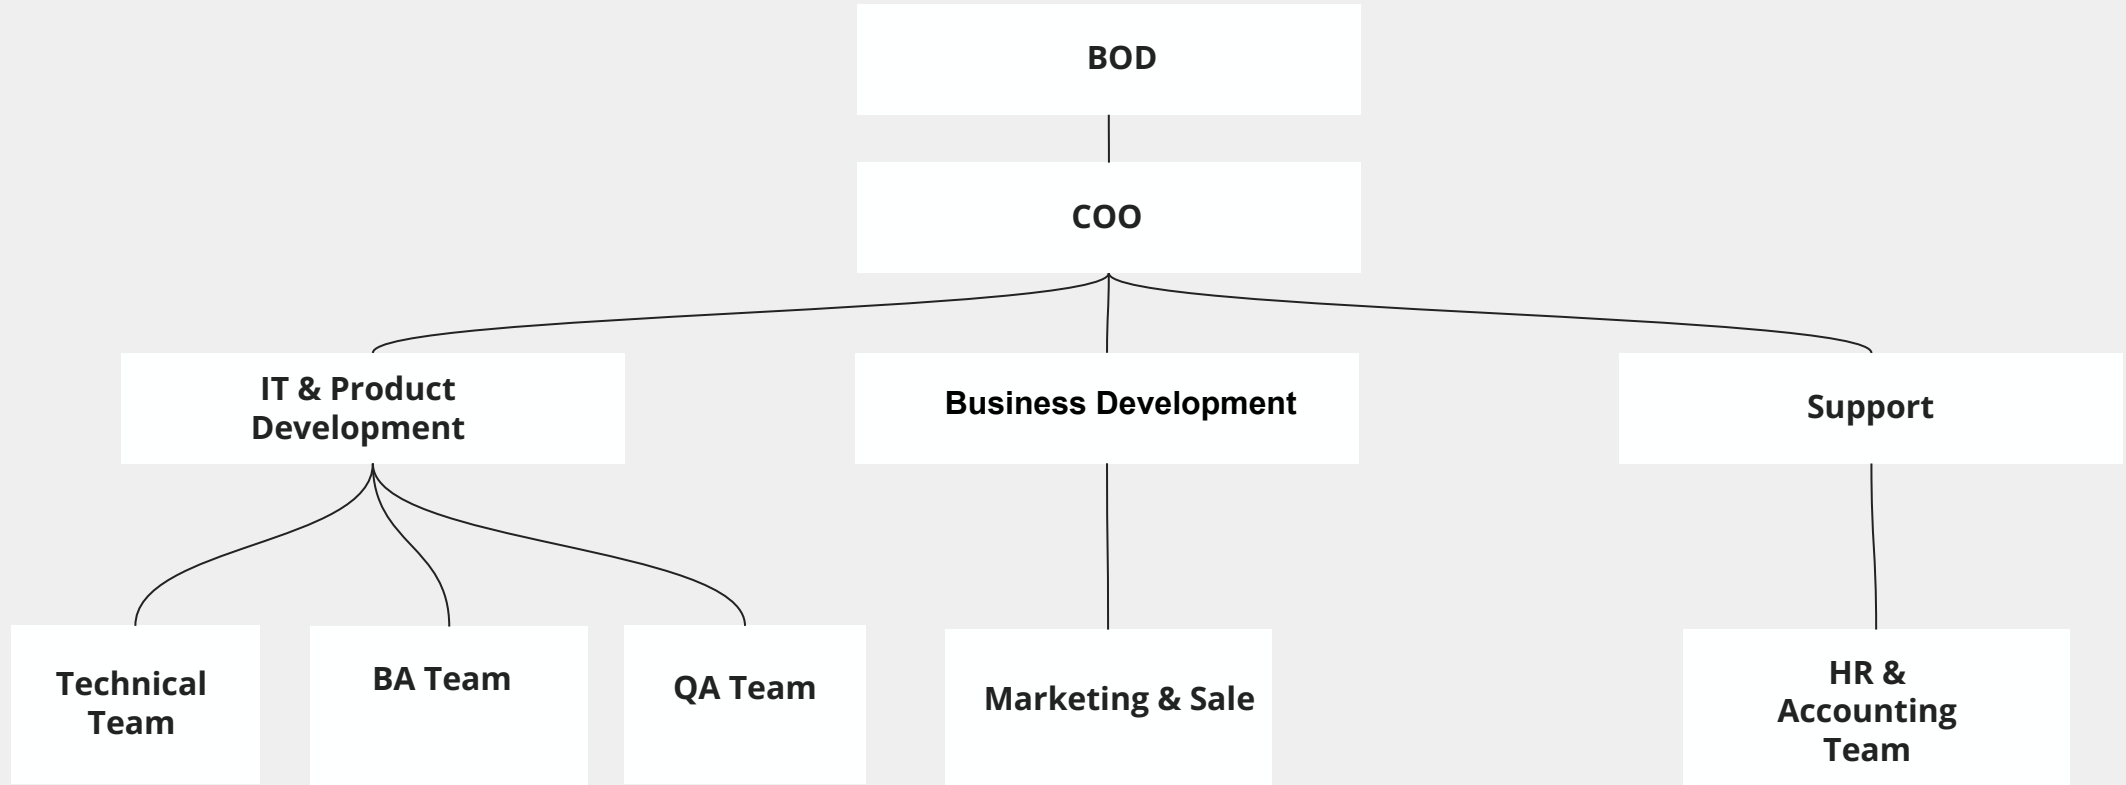 BOD
COO
IT & Product
Development
Business Development
Support
Technical
Team
BA Team
QA Team
Marketing & Sale
HR &
Accounting
Team